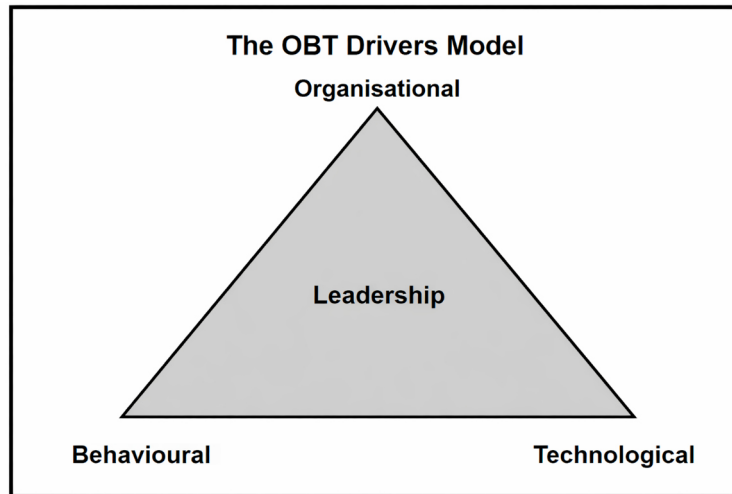 The OBT Drivers Model
Organisational
Leadership
Behavioural
Technological